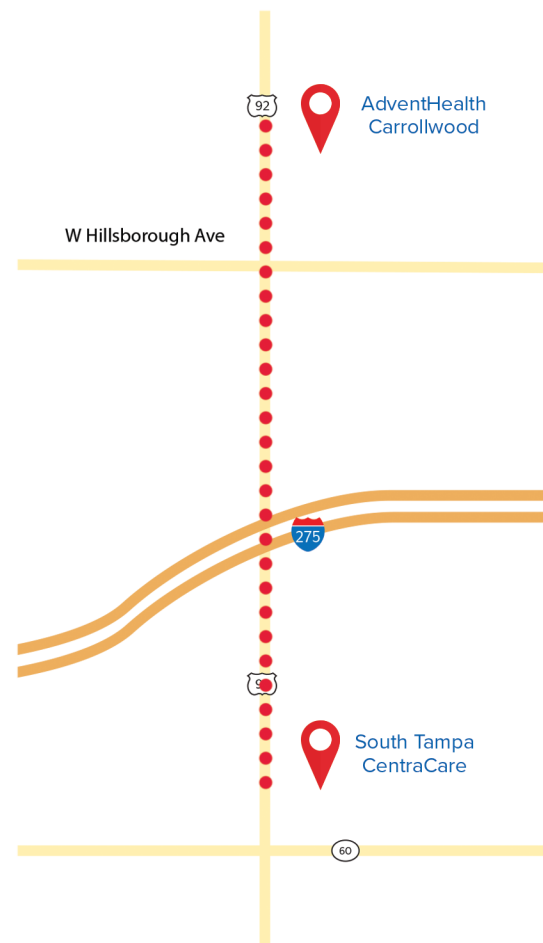 92
AdventHealth
Carrollwood
W Hillsborough Ave
275
South Tampa
CentraCare
60